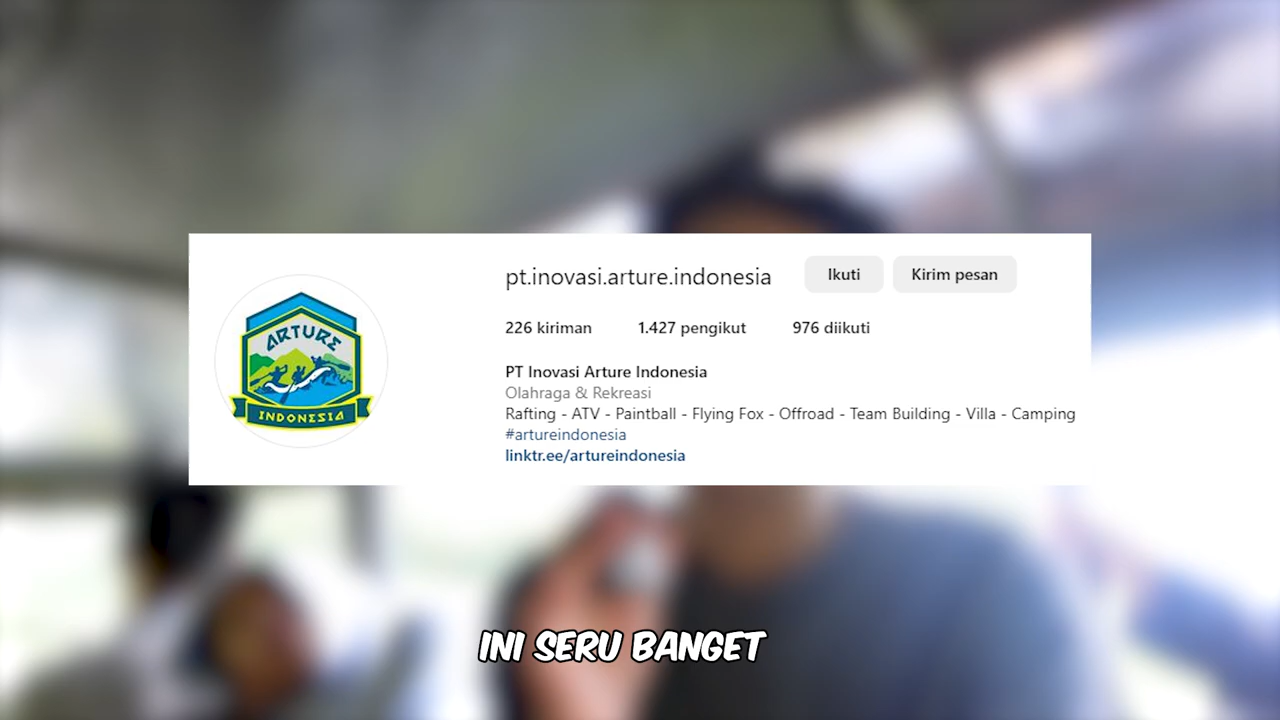 ARTURE
INDONESIA
pt.inovasi.arture.indonesia
Ikuti
Kirim pesan
226 kiriman
1.427 pengikut
976 diikuti
PT Inovasi Arture Indonesia
Olahraga & Rekreasi
Rafting - ATV - Paintball - Flying Fox - Offroad - Team Building - Villa - Camping
#artureindonesia
linktr.ee/artureindonesia
INI SERU BANGET